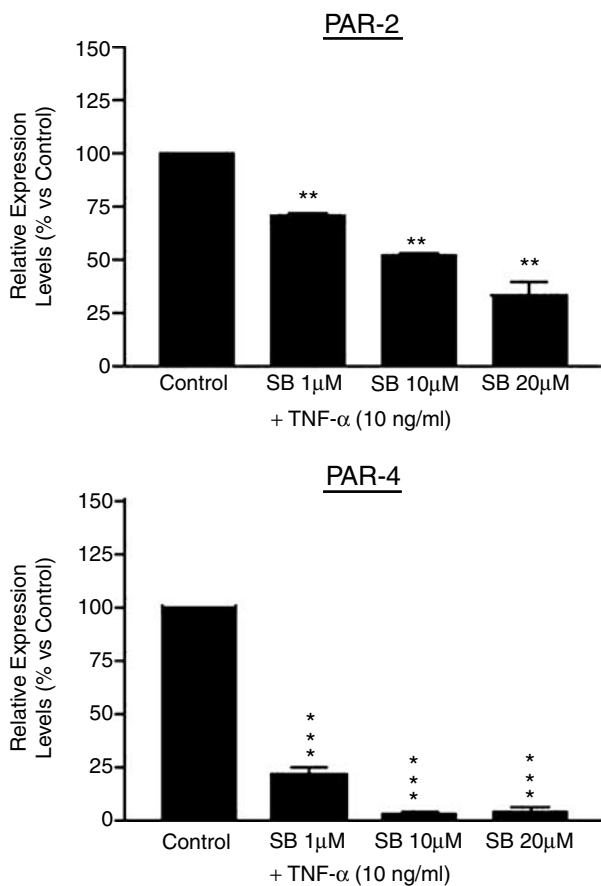 PAR-2
Relative Expression
Levels (% vs Control)
150
125
100
75
50
25
0
**
**
**
Control SB 1μM SB 10μM SB 20μM
+ TNF-α (10 ng/ml)
PAR-4
Relative Expression
Levels (% vs Control)
150
125
100
75
50
25
0
***
***
***
Control SB 1μM SB 10μM SB 20μM
+ TNF-α (10 ng/ml)